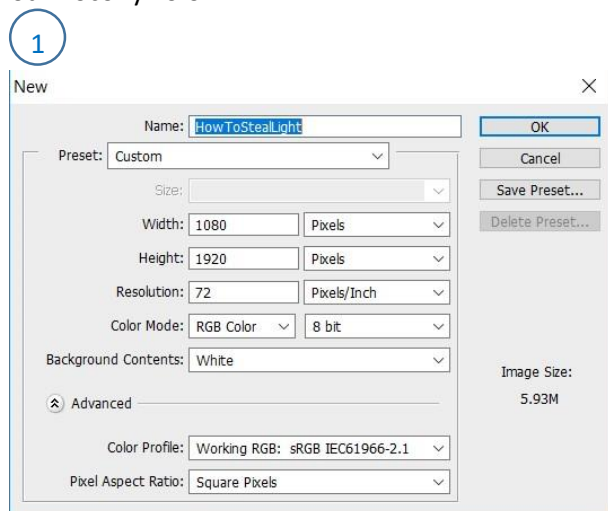 1
New
Name: HowToStealLight OK
Preset: Custom Cancel
Size: Save Preset...
Width: 1080 Pixels Delete Preset...
Height: 1920 Pixels
Resolution: 72 Pixels/Inch
Color Mode: RGB Color 8 bit
Background Contents: White
Image Size:
Advanced 5.93M
Color Profile: Working RGB: sRGB IEC61966-2.1
Pixel Aspect Ratio: Square Pixels